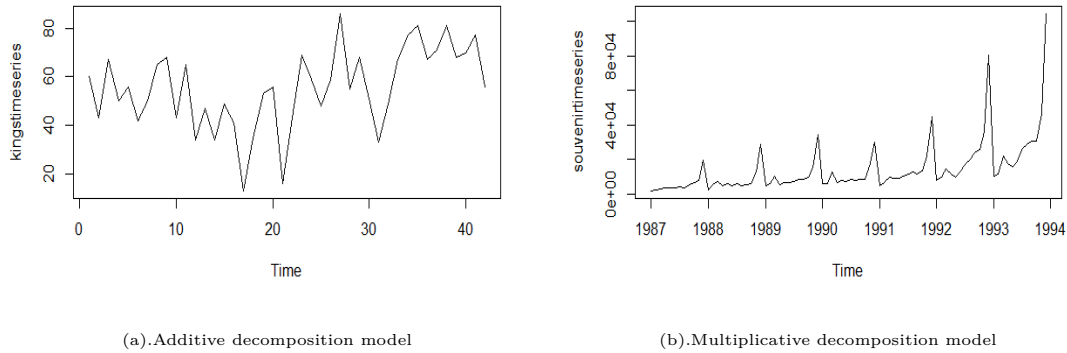 kingstimeseries
80
60
40
20
0
10
20
30
40
Time
(a).Additive decomposition model
souvenirtimeseries
8e+04
4e+04
0e+00
1987
1988
1989
1990
1991
1992
1993
1994
Time
(b).Multiplicative decomposition model